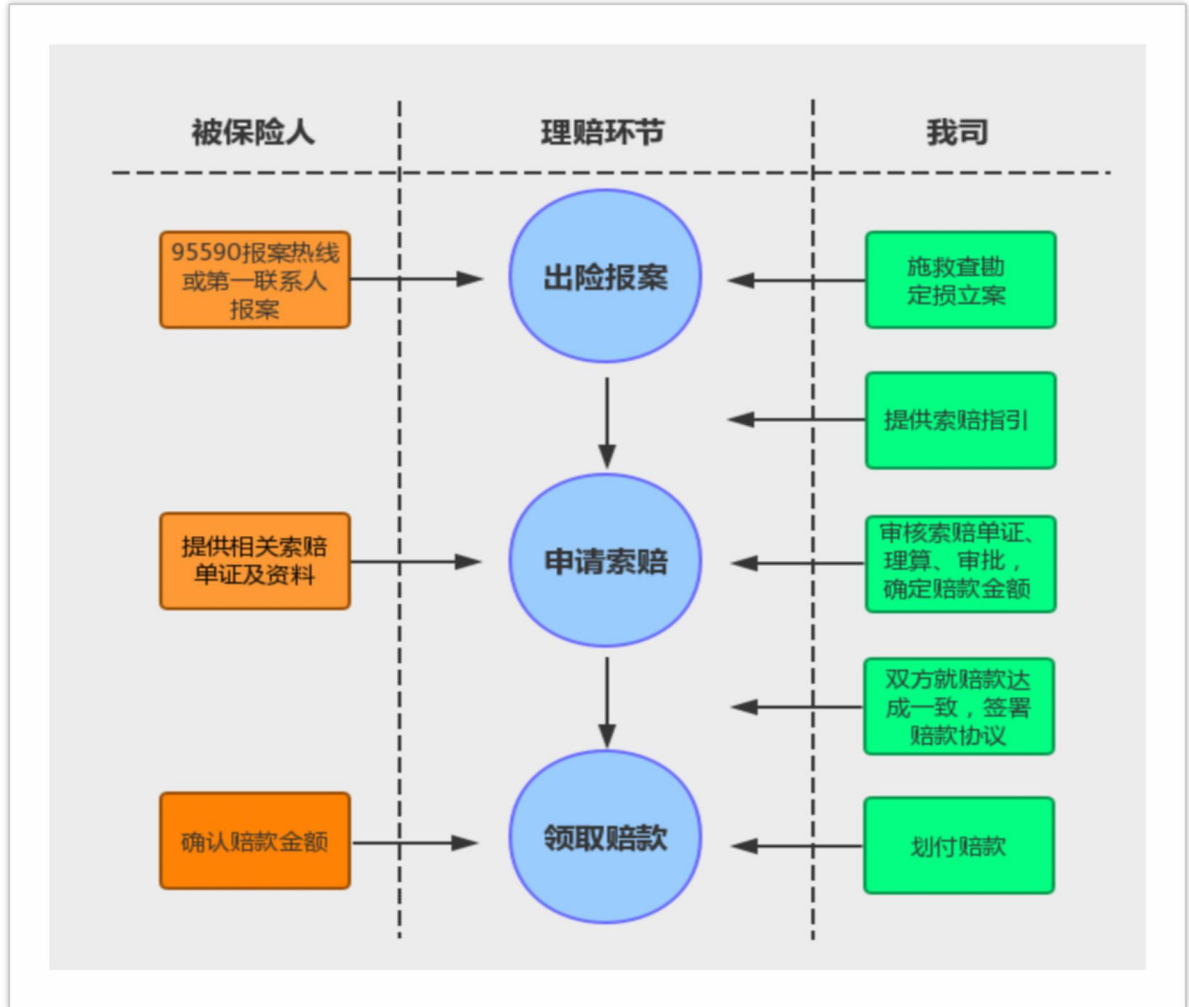 被保险人
理赔环节
我司
95590报案热线
或第一联系人
报案
出险报案
施救查勘
定损立案
提供索赔指引
提供相关索赔
单证及资料
申请索赔
审核索赔单证、
理算、审批，
确定赔款金额
双方就赔款达
成一致，签署
赔款协议
确认赔款金额
领取赔款
划付赔款